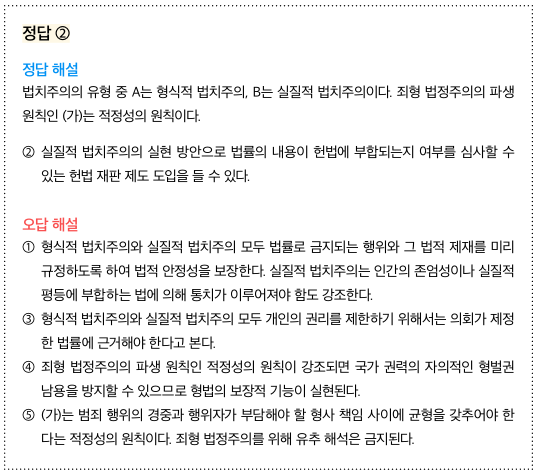 정답 ②
정답 해설
법치주의의 유형 중 A는 형식적 법치주의, B는 실질적 법치주의이다. 죄형 법정주의의 파생
원칙인 (가)는 적정성의 원칙이다.
② 실질적 법치주의의 실현 방안으로 법률의 내용이 헌법에 부합되는지 여부를 심사할 수
있는 헌법 재판 제도 도입을 들 수 있다.
오답 해설
① 형식적 법치주의와 실질적 법치주의 모두 법률로 금지되는 행위와 그 법적 제재를 미리
규정하도록 하여 법적 안정성을 보장한다. 실질적 법치주의는 인간의 존엄성이나 실질적
평등에 부합하는 법에 의해 통치가 이루어져야 함도 강조한다.
③ 형식적 법치주의와 실질적 법치주의 모두 개인의 권리를 제한하기 위해서는 의회가 제정
한 법률에 근거해야 한다고 본다.
④ 죄형 법정주의의 파생 원칙인 적정성의 원칙이 강조되면 국가 권력의 자의적인 형벌권
남용을 방지할 수 있으므로 형법의 보장적 기능이 실현된다.
⑤ (가)는 범죄 행위의 경중과 행위자가 부담해야 할 형사 책임 사이에 균형을 갖추어야 한
다는 적정성의 원칙이다. 죄형 법정주의를 위해 유추 해석은 금지된다.